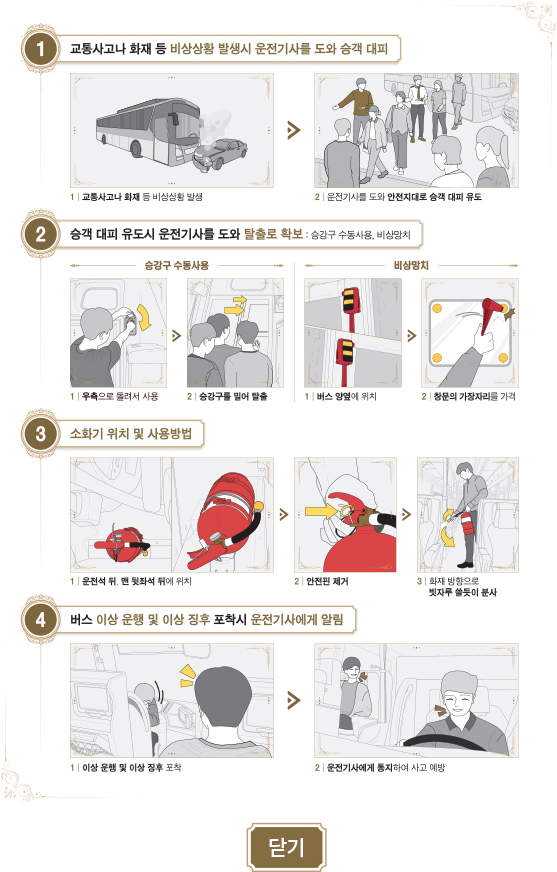 1 교통사고나 화재 등 비상상황 발생시 운전기사를 도와 승객 대피
1 | 교통사고나 화재 등 비상상황 발생
2 | 운전기사를 도와 안전지대로 승객 대피 유도
2 승객 대피 유도시 운전기사를 도와 탈출로 확보 : 승강구 수동사용, 비상망치
승강구 수동사용
비상망치
1 | 우측으로 돌려서 사용
2 | 승강구를 밀어 탈출
1 | 버스 양옆에 위치
2 | 창문의 가장자리를 가격
3 소화기 위치 및 사용방법
1 | 운전석 뒤, 맨 뒷좌석 뒤에 위치
2 | 안전핀 제거
3 | 화재 방향으로
빗자루 쓸듯이 분사
4 버스 이상 운행 및 이상 징후 포착시 운전기사에게 알림
1 | 이상 운행 및 이상 징후 포착
2 | 운전기사에게 통지하여 사고 예방
닫기